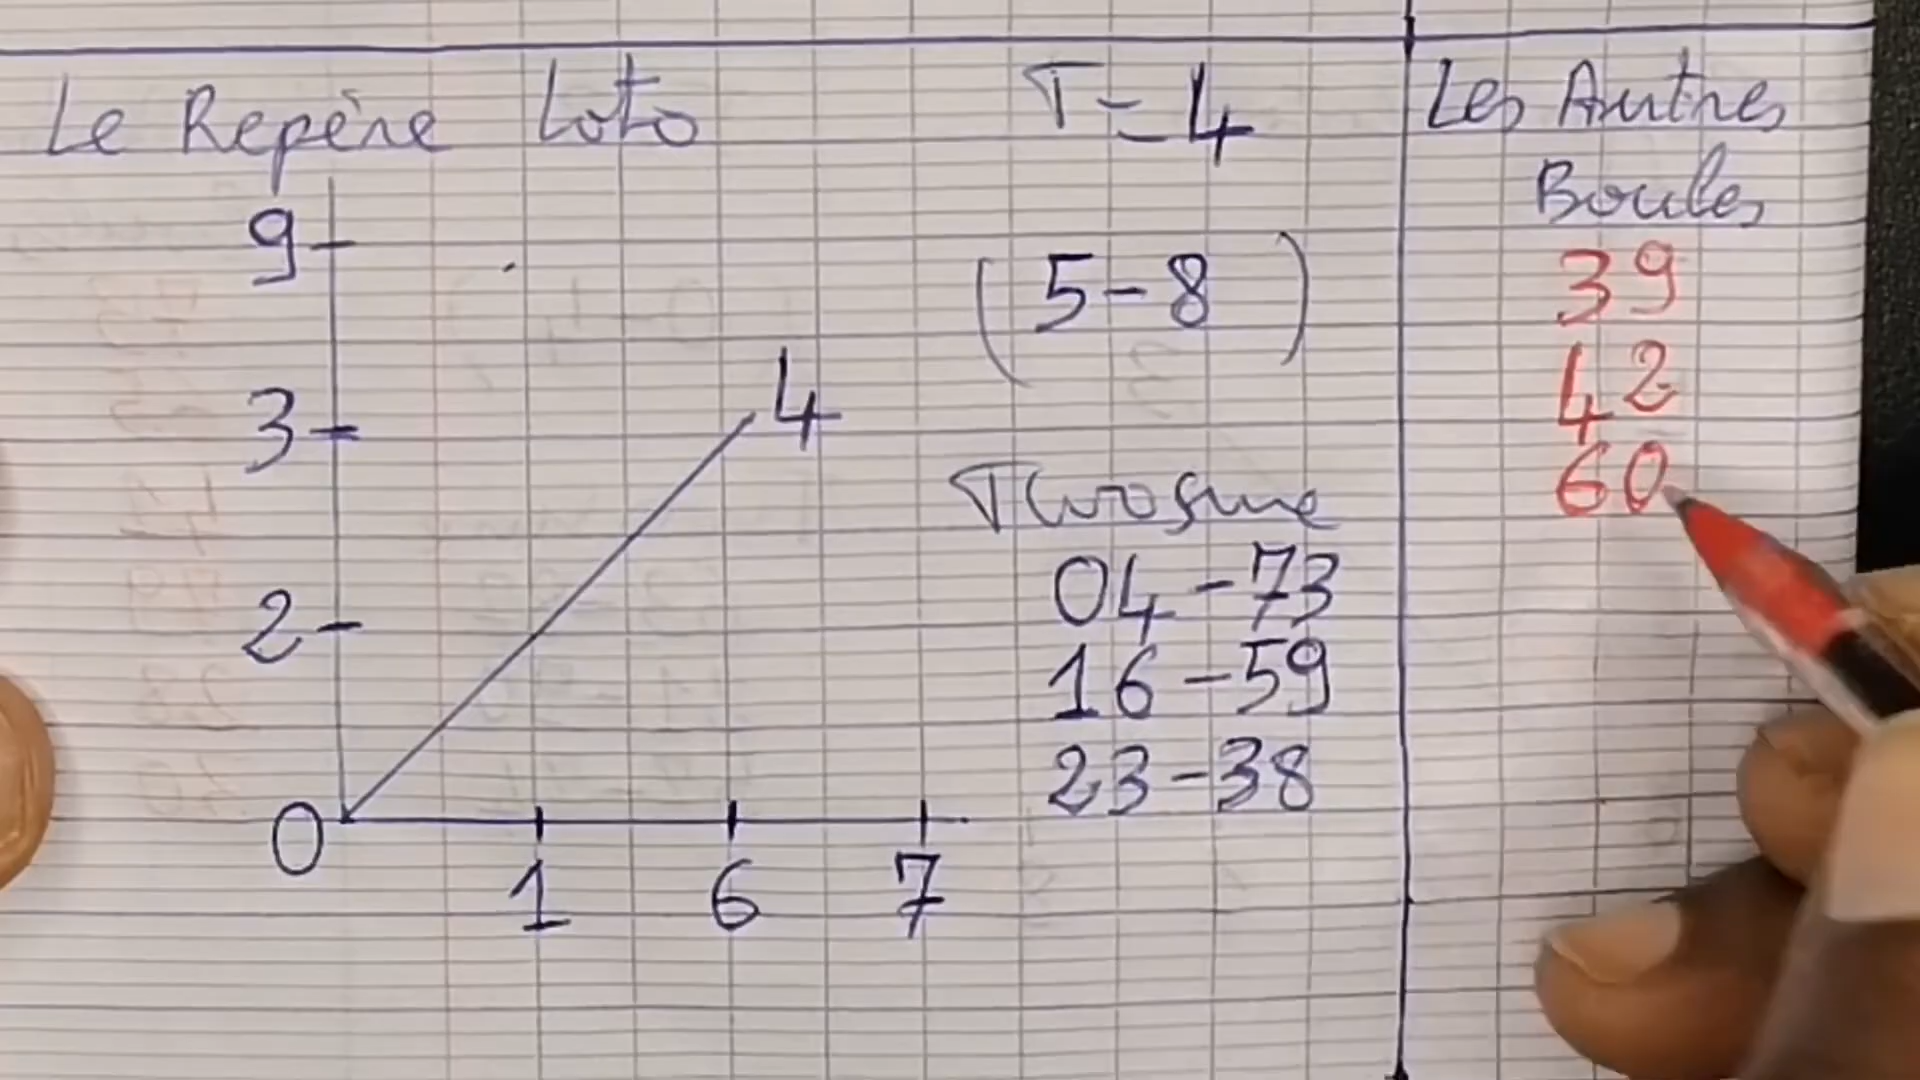 Le Repère Loto
T=4
9
3
2
0
1 6 7
4
(5-8)
Twosure
04-73
16-59
23-38
Les Autres
Boules
39
42
60